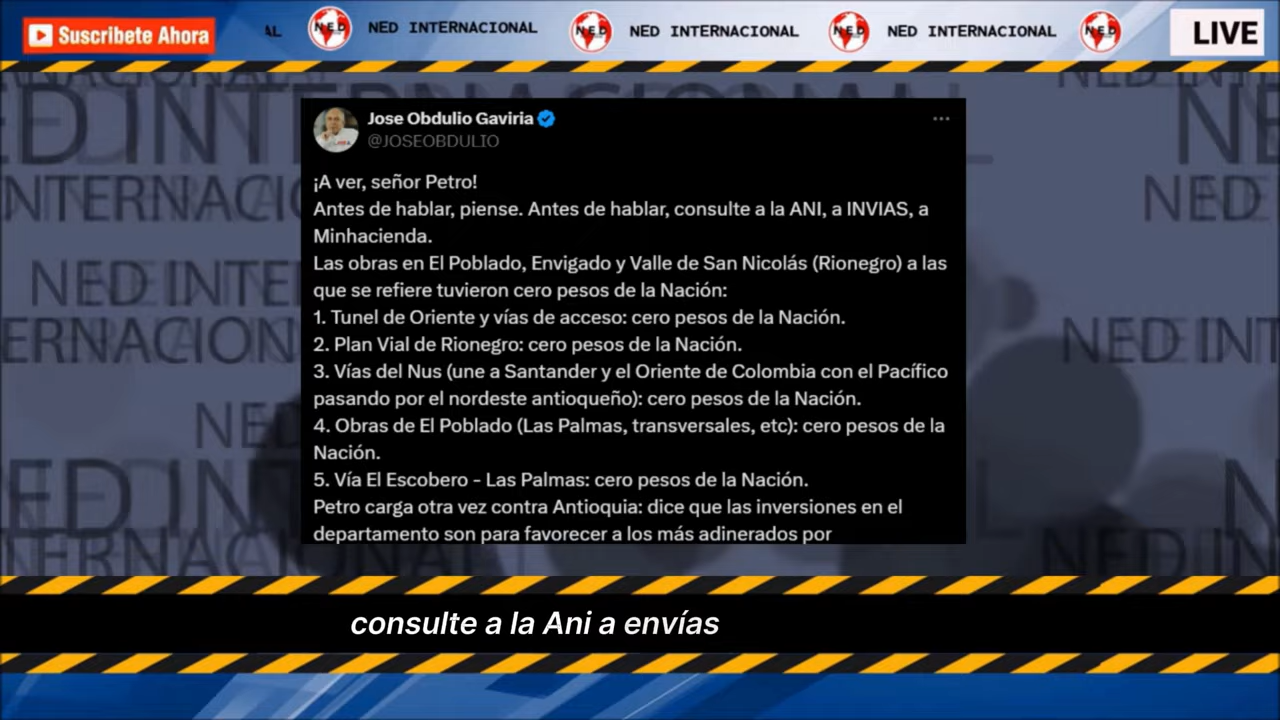 Suscribete Ahora
AL
NED
NED INTERNACIONAL
NED
NED INTERNACIONAL
NED
NED INTERNACIONAL
NED
LIVE
Jose Obdulio Gaviria
@JOSEOBDULIO
¡A ver, señor Petro!
Antes de hablar, piense. Antes de hablar, consulte a la ANI, a INVIAS, a
Minhacienda.
Las obras en El Poblado, Envigado y Valle de San Nicolás (Rionegro) a las
que se refiere tuvieron cero pesos de la Nación:
1. Tunel de Oriente y vías de acceso: cero pesos de la Nación.
2. Plan Vial de Rionegro: cero pesos de la Nación.
3. Vías del Nus (une a Santander y el Oriente de Colombia con el Pacífico
pasando por el nordeste antioqueño): cero pesos de la Nación.
4. Obras de El Poblado (Las Palmas, transversales, etc): cero pesos de la
Nación.
5. Vía El Escobero - Las Palmas: cero pesos de la Nación.
Petro carga otra vez contra Antioquia: dice que las inversiones en el
departamento son para favorecer a los más adinerados por
consulte a la Ani a envías